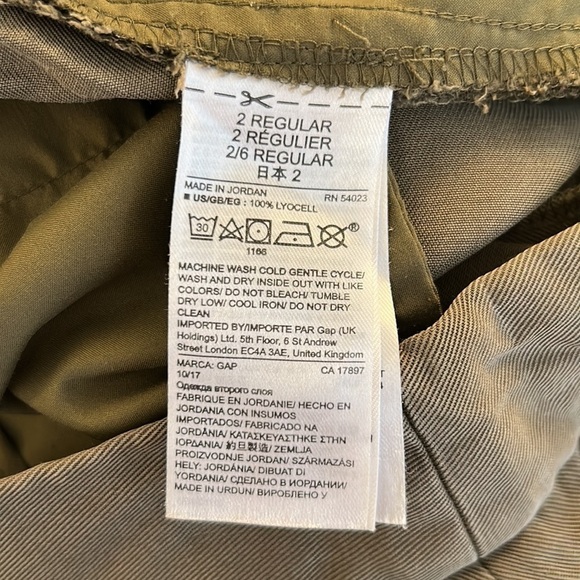 2 REGULAR
2 RÉGULIER
2/6 REGULAR
日本 2
MADE IN JORDAN RN 54023
■ US/GB/EG : 100% LYOCELL
30
®
1166
MACHINE WASH COLD GENTLE CYCLE/
WASH AND DRY INSIDE OUT WITH LIKE
COLORS/ DO NOT BLEACH/ TUMBLE
DRY LOW/ COOL IRON/ DO NOT DRY
CLEAN
IMPORTED BY/IMPORTE PAR Gap (UK
Holdings) Ltd. 5th Floor, 6 St Andrew
Street London EC4A 3AE, United Kingdom
MARCA: GAP CA 17897
10/17
Одежда второго слоя
FABRIQUE EN JORDANIE/ HECHO EN
JORDANIA CON INSUMOS
IMPORTADOS/ FABRICADO NA
JORDÂNIA/ ΚΑΤΑΣΚΕΥΑΣΤΗΚΕ ΣΤΗΝ
ΙΟΡΔΑΝΙΑ/ 約旦製造/ ZEMLJA
PROIZVODNJE JORDAN/ SZÁRMAZÁSI
HELY: JORDÁNIA/ DIBUAT DI
YORDANIA/ СДЕЛАНО В ИОРДАНИИ/
MADE IN URDUN/ ВИРОБЛЕНО У